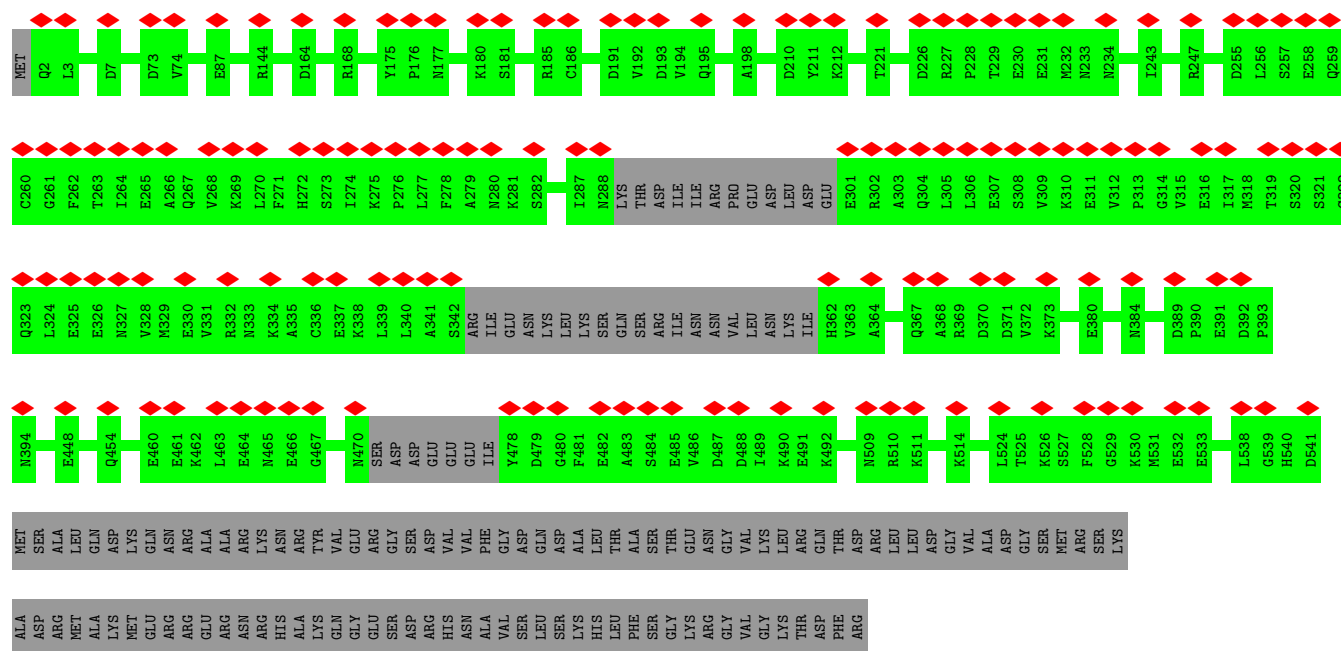 MET Q2 L3 D7 D73 V74 E87 R144 D164 R168 Y175 P176 N177 K180 S181 R185 C186 D191 V192 D193 V194 Q195 A198 D210 Y211 K212 T221 D226 R227 P228 T229 E230 E231 M232 N233 N234 I243 R247 D255 L256 S257 E258 Q259
C260 G261 F262 T263 I264 E265 A266 Q267 V268 K269 L270 F271 H272 S273 I274 K275 P276 L277 F278 A279 N280 K281 S282 I287 N288 LYS THR ASP ILE ILE ARG PRO GLU ASP LEU ASP GLU E301 R302 A303 Q304 L305 L306 E307 S308 V309 K310 E311 V312 P313 G314 V315 E316 I317 M318 T319 S320 S321
Q323 L324 E325 E326 N327 V328 M329 E330 V331 R332 N333 K334 A335 C336 E337 K338 L339 L340 A341 S342 ARG ILE GLU ASN LYS LEU LYS SER GLN SER ARG ILE ASN ASN VAL LEU ASN LYS ILE H362 V363 A364 Q367 A368 R369 D370 D371 V372 K373 E380 N384 D389 P390 E391 D392 P393
N394 E448 Q454 E460 E461 K462 L463 E464 N465 E466 G467 N470 SER ASP ASP GLU GLU GLU ILE Y478 D479 G480 F481 E482 A483 S484 E485 V486 D487 D488 I489 K490 E491 K492 N509 R510 K511 K514 L524 T525 K526 S527 F528 G529 K530 M531 E532 E533 L538 G539 H540 D541
MET SER ALA LEU GLN ASP LYS GLN ASN ARG ALA ALA ARG LYS ASN ARG TYR VAL GLU ARG GLY SER ASP VAL VAL PHE GLY ASP GLN ASP ALA LEU THR ALA SER THR GLU ASN GLY VAL LYS LEU ARG GLN THR ASP ARG LEU LEU ASP GLY VAL ALA ASP GLY SER MET ARG SER LYS
ALA ASP ARG MET ALA LYS MET GLU ARG ARG GLU ARG ASN ARG HIS ALA LYS GLN GLY GLU SER ASP ARG HIS ASN ALA VAL SER LEU SER LYS HIS LEU PHE SER GLY LYS ARG GLY VAL GLY LYS THR ASP PHE ARG